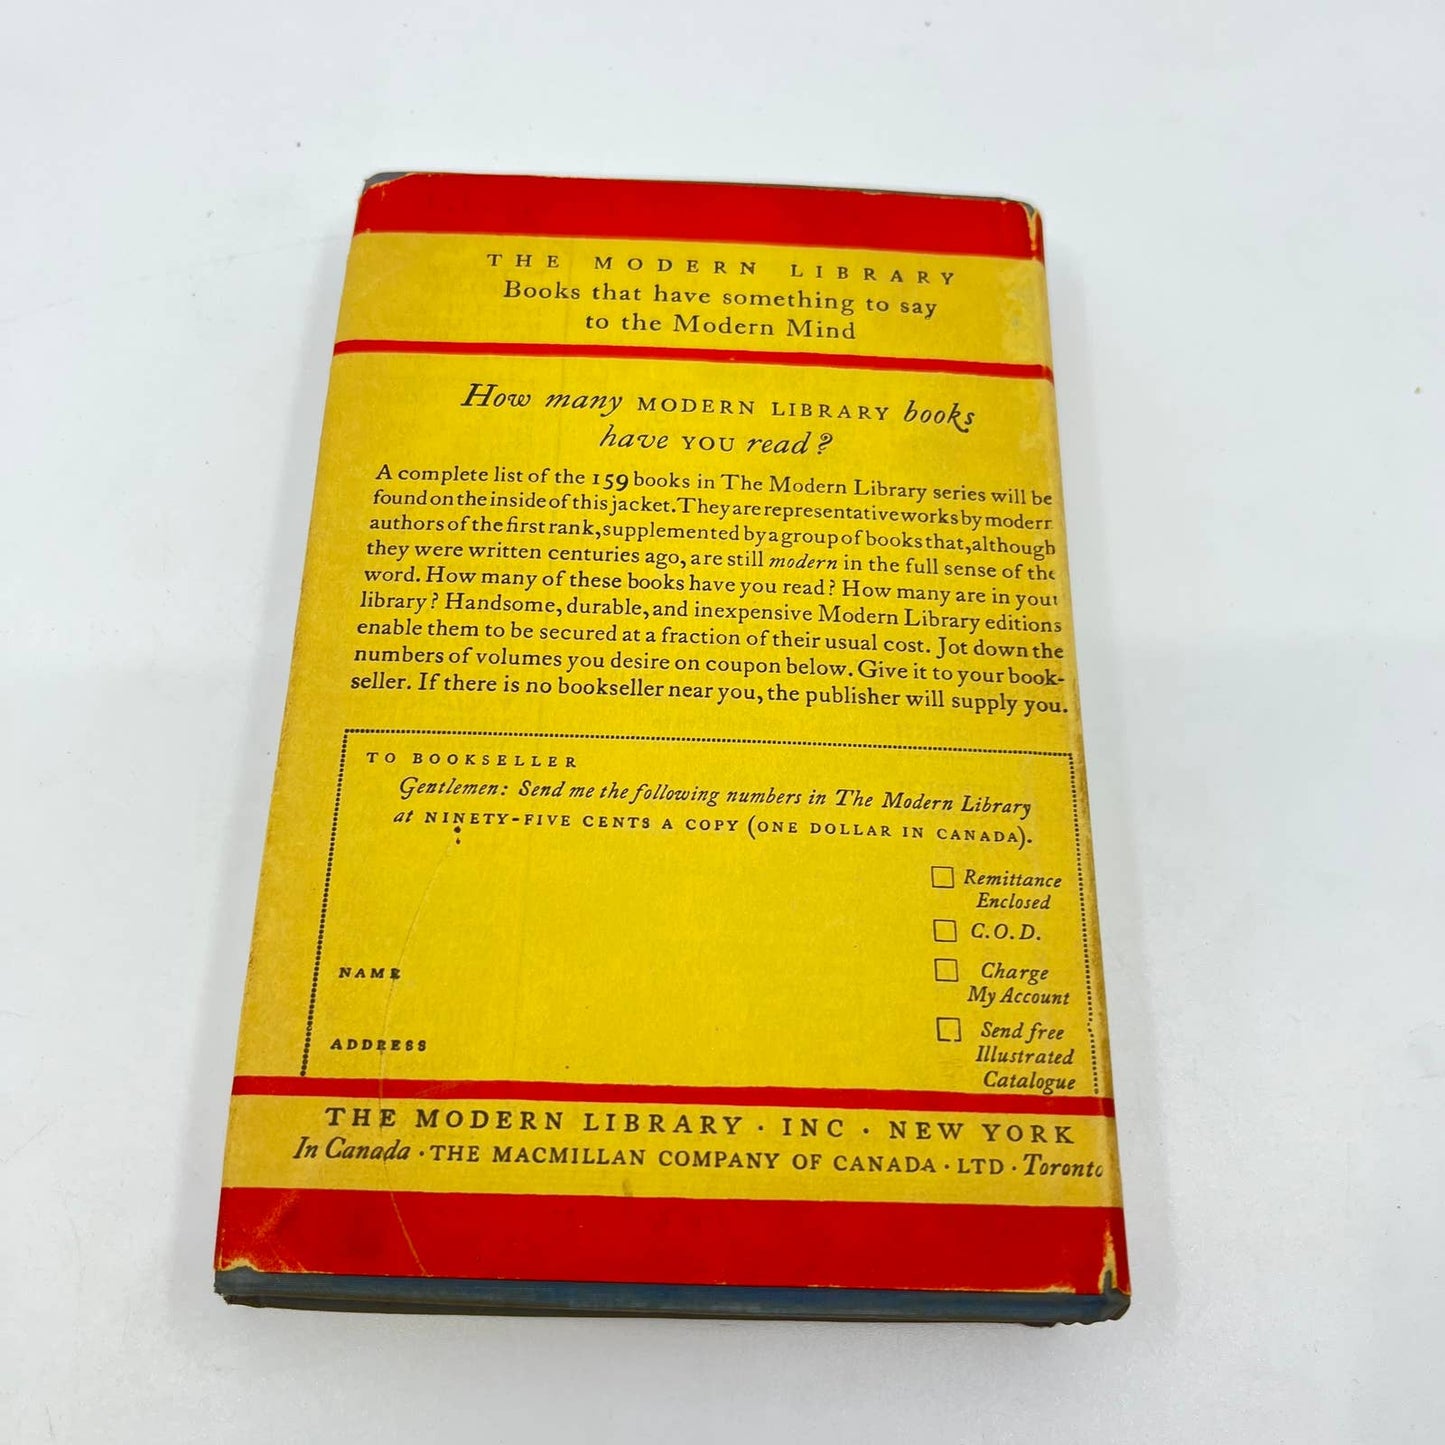 THE MODERN LIBRARY
Books that have something to say
to the Modern Mind
How many MODERN LIBRARY books
have YOU read?
A complete list of the 159 books in The Modern Library series will be
found on the inside of this jacket. They are representative works by modern
authors of the first rank, supplemented by a group of books that, although
they were written centuries ago, are still modern in the full sense of the
word. How many of these books have you read? How many are in your
library? Handsome, durable, and inexpensive Modern Library editions
enable them to be secured at a fraction of their usual cost. Jot down the
numbers of volumes you desire on coupon below. Give it to your book-
seller. If there is no bookseller near you, the publisher will supply you.
TO BOOKSELLER
Gentlemen: Send me the following numbers in The Modern Library
at NINETY-FIVE CENTS A COPY (ONE DOLLAR IN CANADA).
Remittance
Enclosed
C.O.D.
NAME
Charge
My Account
ADDRESS
Send free
Illustrated
Catalogue
THE MODERN LIBRARY · INC · NEW YORK
In Canada · THE MACMILLAN COMPANY OF CANADA · LTD · Toronto